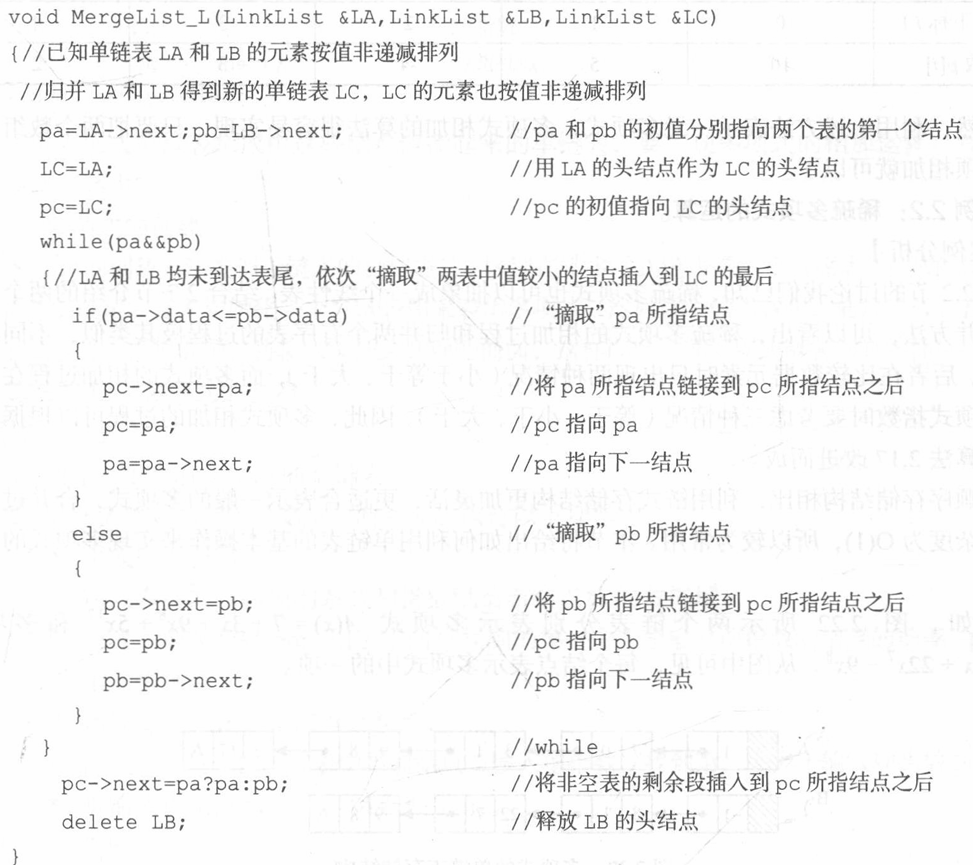 void MergeList_L(LinkList &LA,LinkList &LB,LinkList &LC)
{//已知单链表 LA 和 LB 的元素按值非递减排列
//归并 LA 和 LB 得到新的单链表 LC, LC 的元素也按值非递减排列
pa=LA->next;pb=LB->next; //pa 和 pb 的初值分别指向两个表的第一个结点
LC=LA; //用 LA 的头结点作为 LC 的头结点
pc=LC; //pc 的初值指向 LC 的头结点
while(pa&&pb)
{//LA 和 LB 均未到达表尾，依次“摘取”两表中值较小的结点插入到 LC 的最后
if(pa->data<=pb->data) //“摘取”pa 所指结点
{
pc->next=pa; //将 pa 所指结点链接到 pc 所指结点之后
pc=pa; //pc 指向 pa
pa=pa->next; //pa 指向下一结点
}
else //“摘取”pb 所指结点
{
pc->next=pb; //将 pb 所指结点链接到 pc 所指结点之后
pc=pb; //pc 指向 pb
pb=pb->next; //pb 指向下一结点
}
} //while
pc->next=pa?pa:pb; //将非空表的剩余段插入到 pc 所指结点之后
delete LB; //释放 LB 的头结点
}